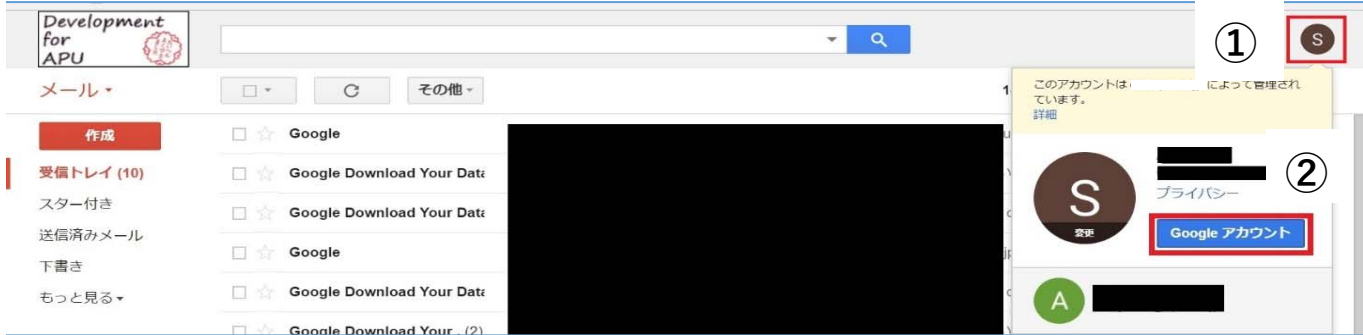 Development
for
APU
①
S
メール
その他
1
このアカウントは
によって管理され
ています。
詳細
作成
Google
受信トレイ (10)
Google Download Your Data
②
プライバシー
S
変更
Google アカウント
スター付き
Google Download Your Data
送信済みメール
Google
下書き
もっと見る
Google Download Your Data
A
Google Download Your . (2)